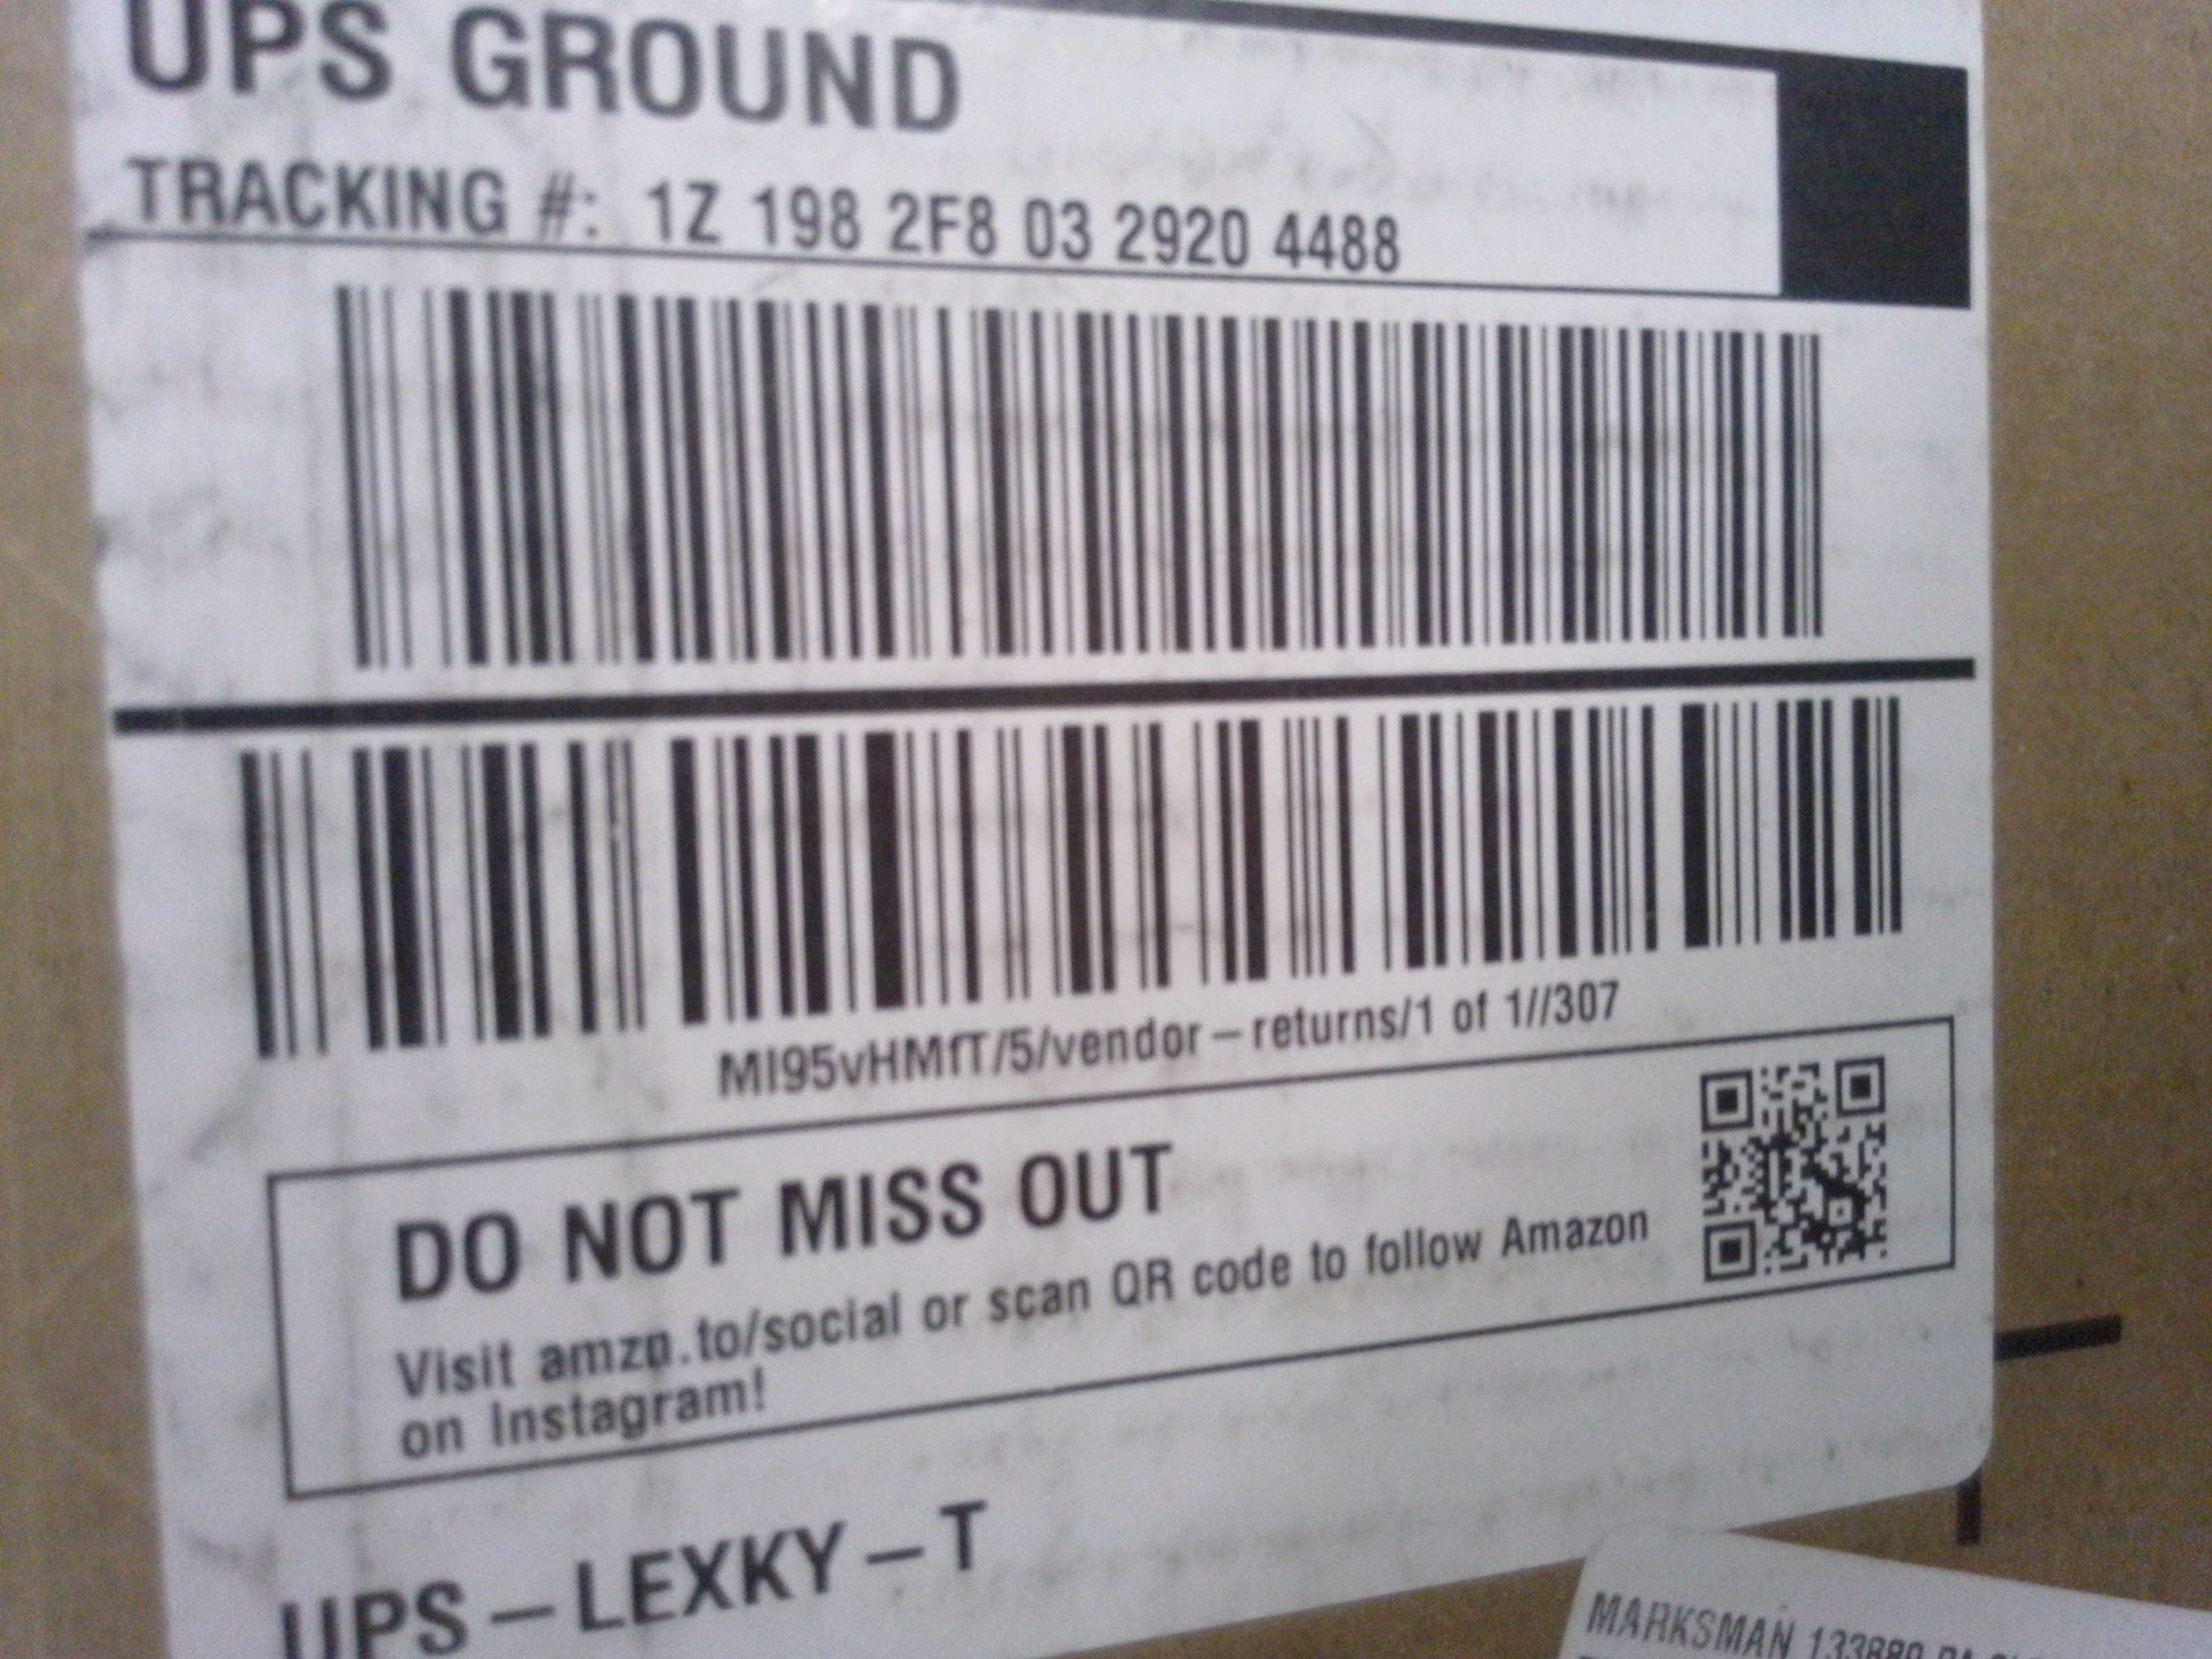 UPS GROUND
TRACKING #: 1Z 198 2F8 03 2920 4488
MI95vHMfT/5/vendor-returns/1 of 1//307
DO NOT MISS OUT
Visit amzn.to/social or scan QR code to follow Amazon
on Instagram!
UPS-LEXKY-T
MARKSMAN